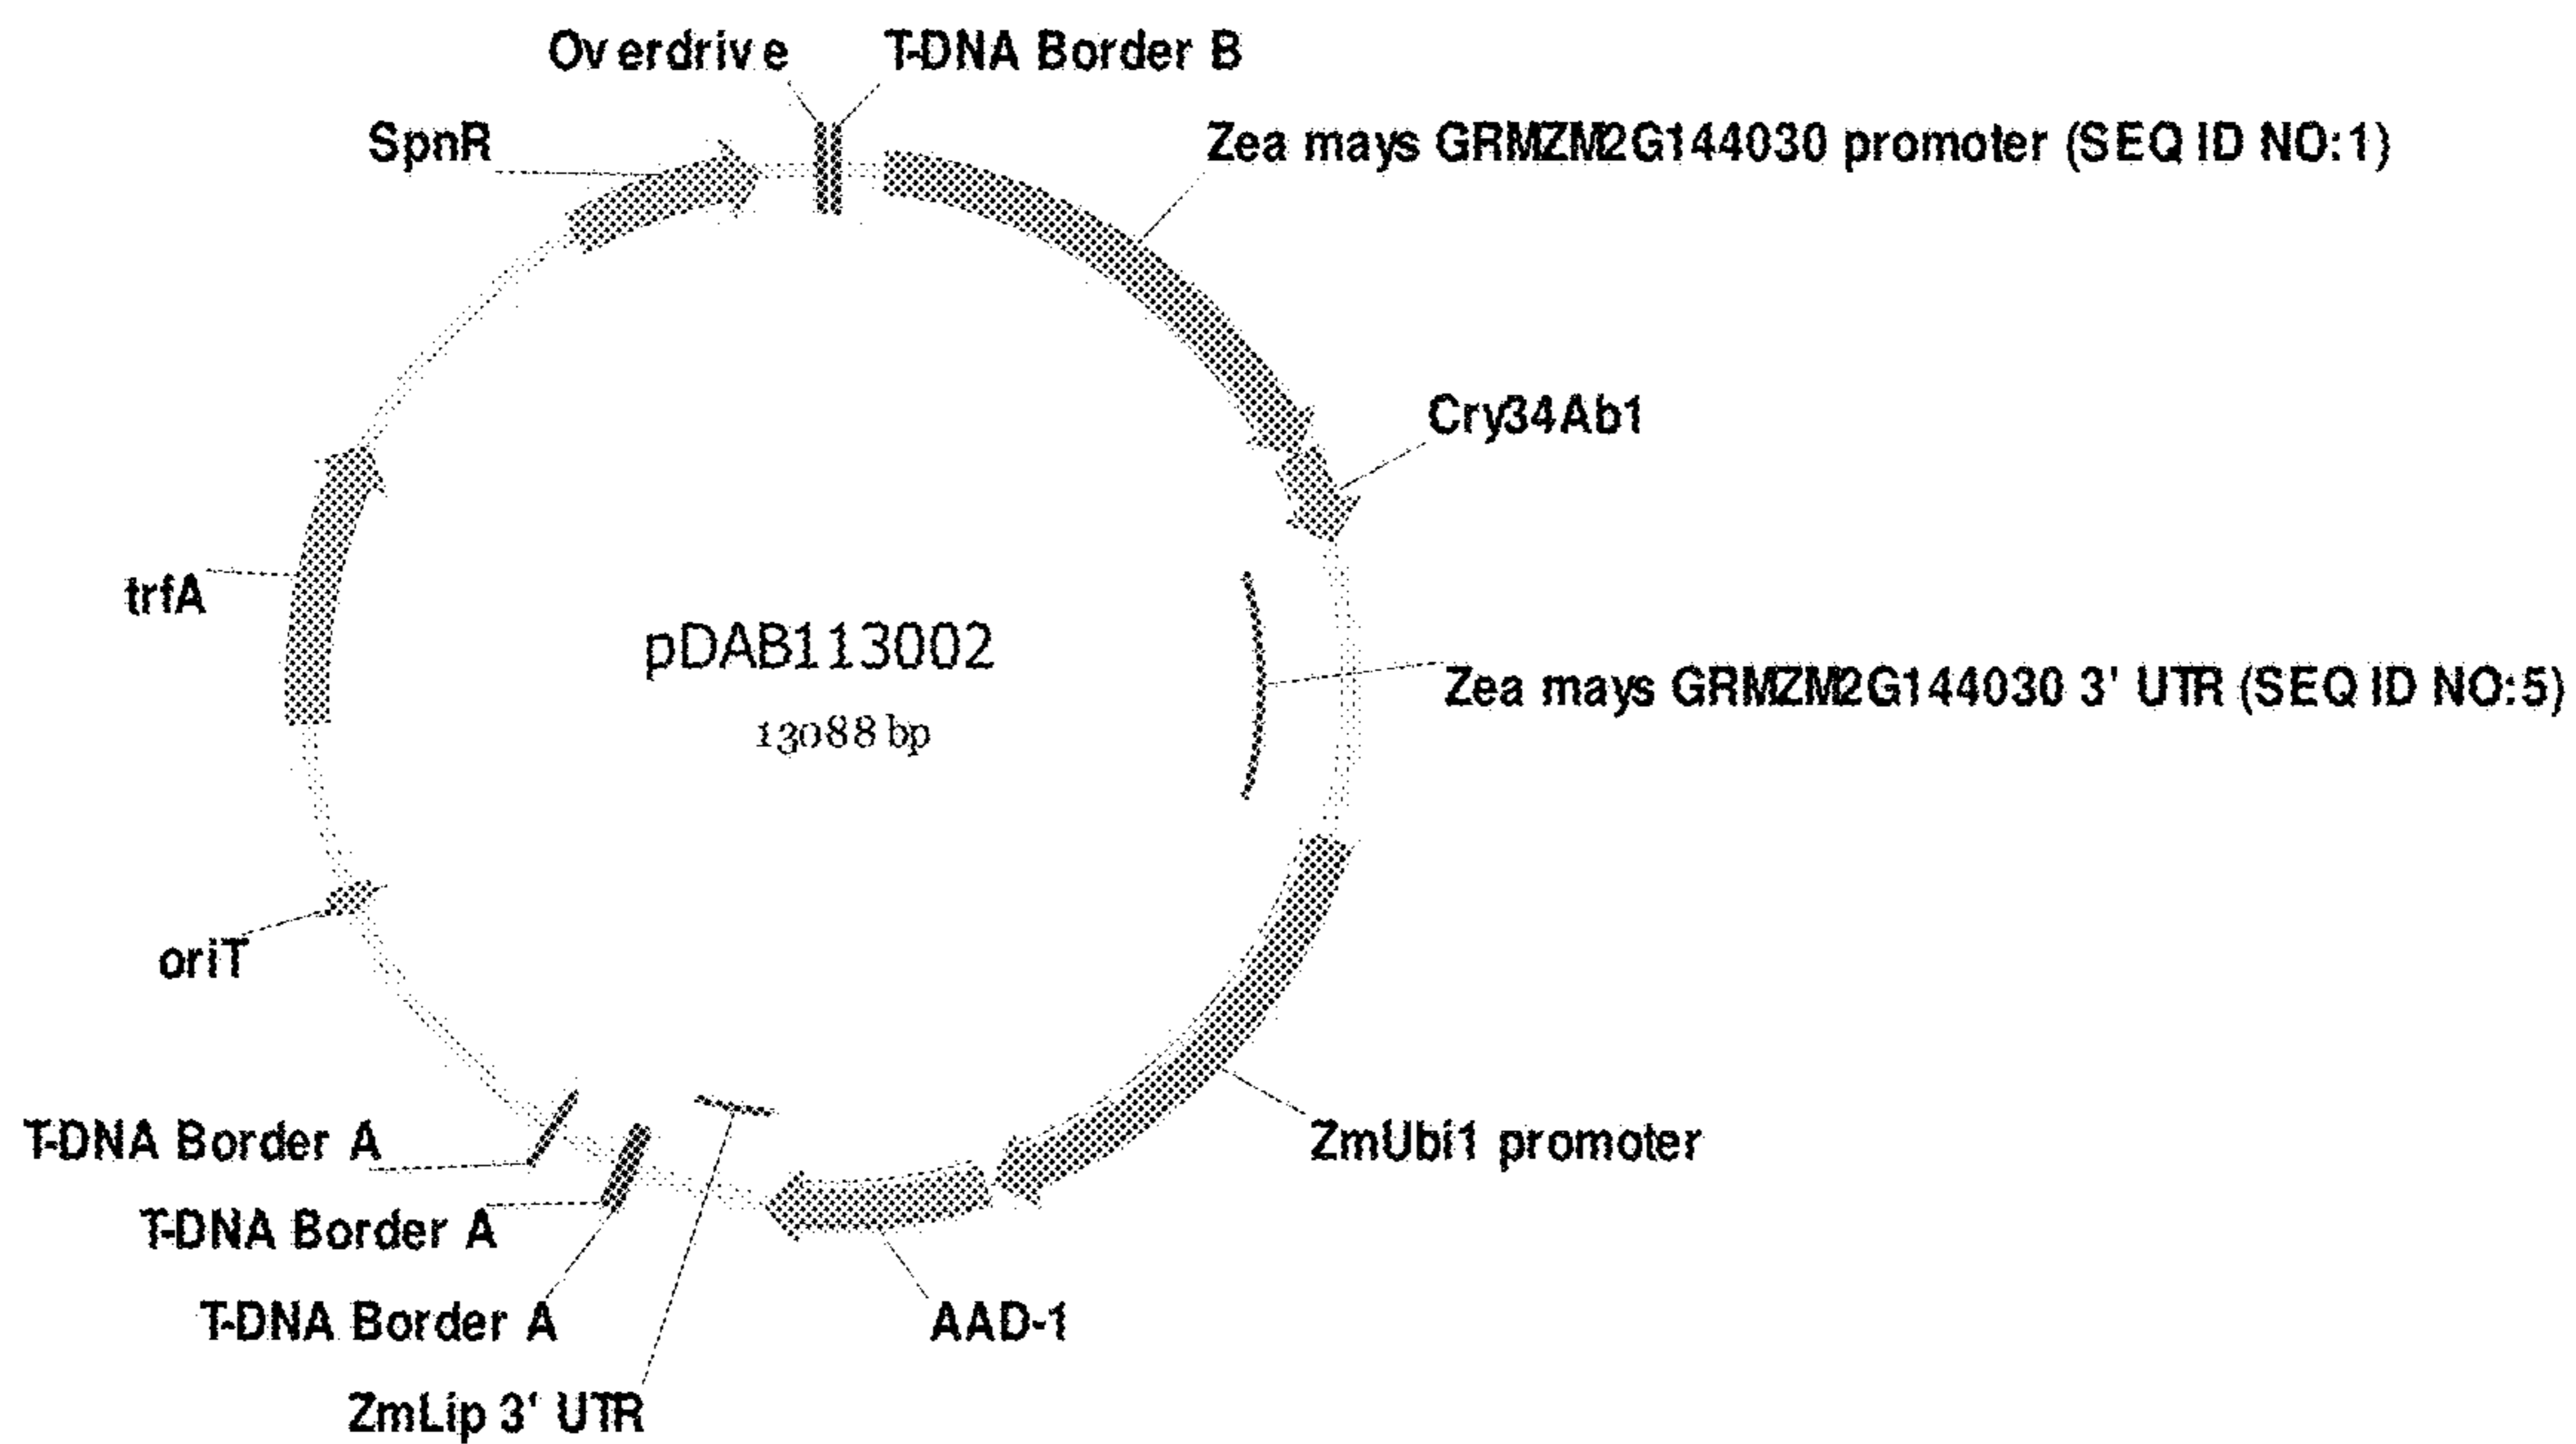 Overdrive
T-DNA Border B
SpnR
Zea mays GRMZM2G144030 promoter (SEQ ID NO:1)
Cry34Ab1
trfA
pDAB113002
13088 bp
Zea mays GRMZM2G144030 3' UTR (SEQ ID NO:5)
oriT
T-DNA Border A
ZmUbi1 promoter
T-DNA Border A
T-DNA Border A
AAD-1
ZmLip 3' UTR